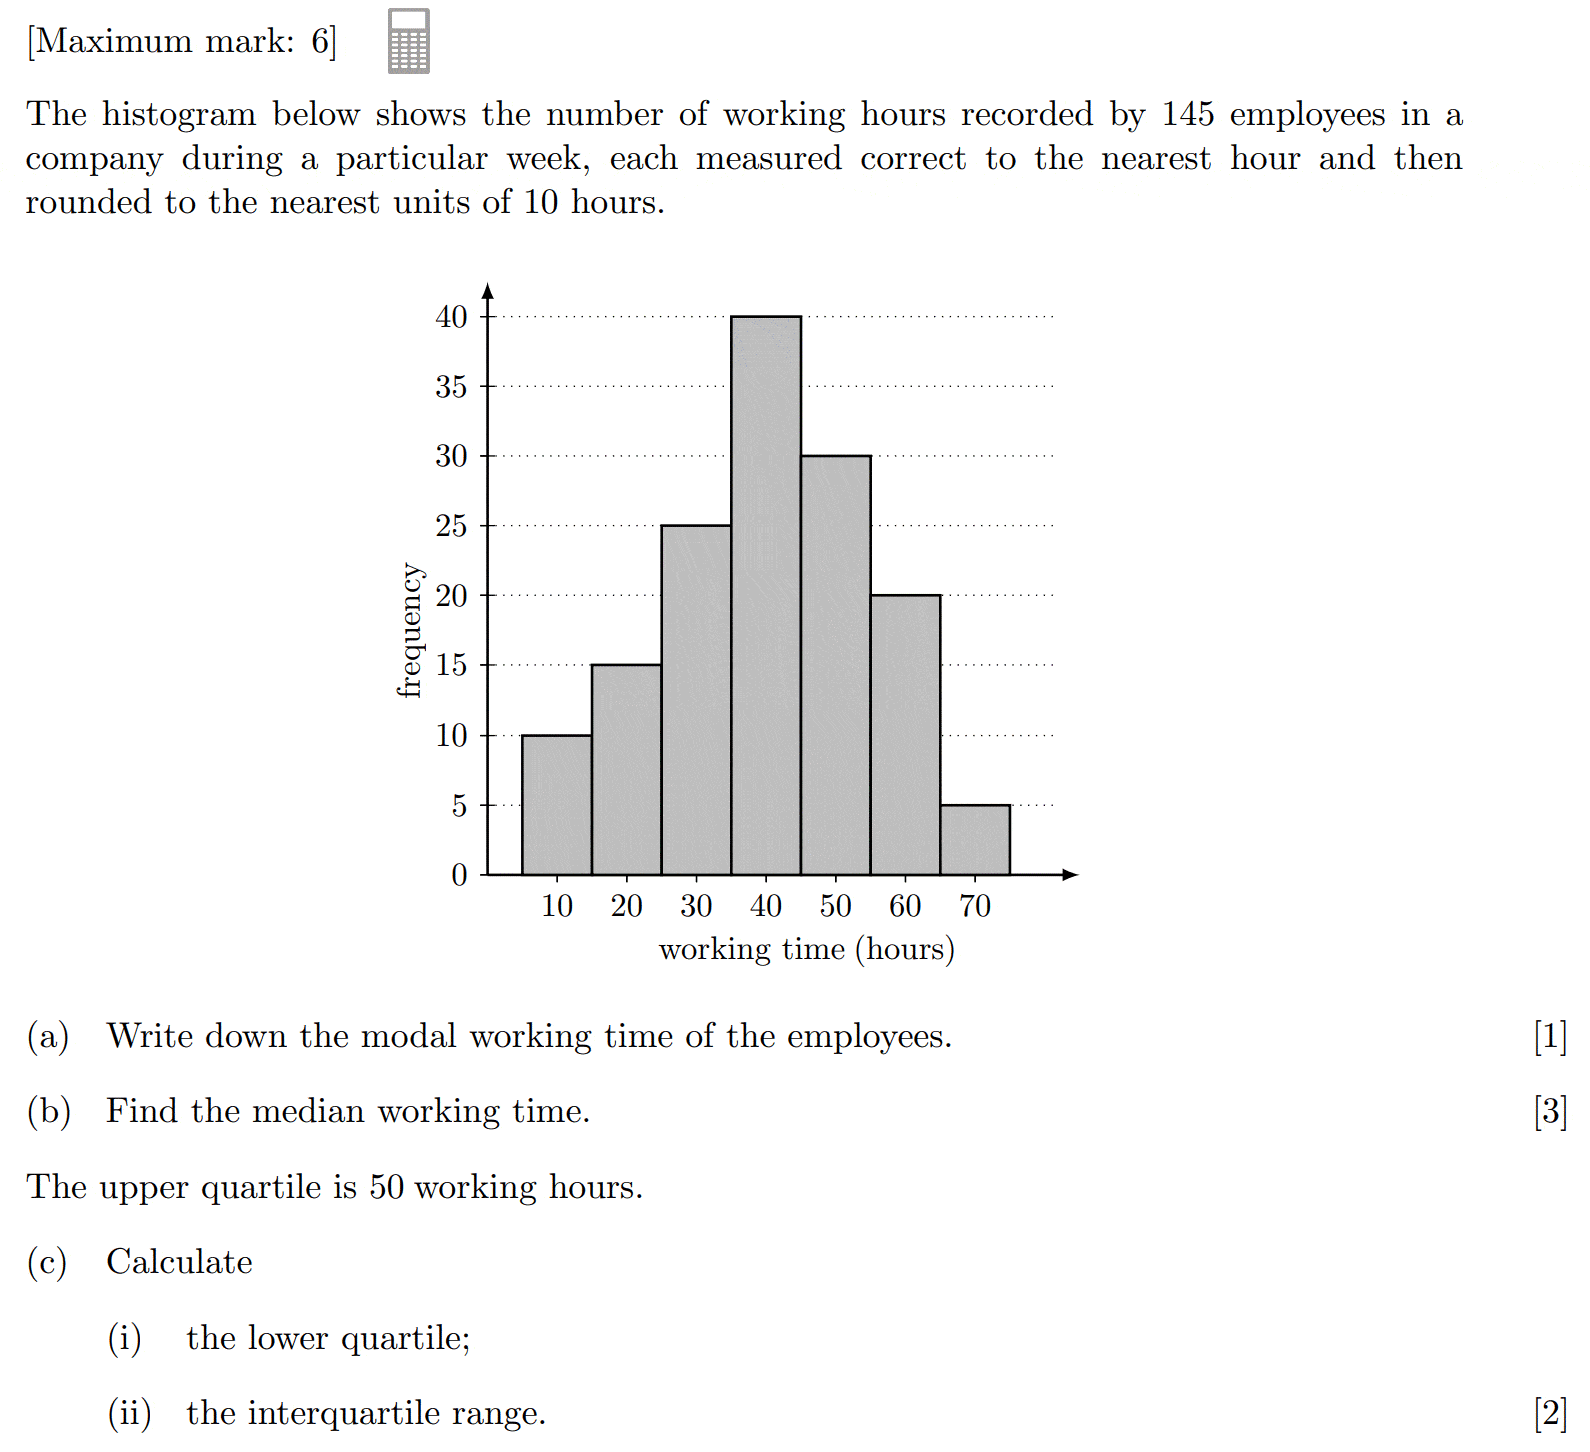 [Maximum mark: 6]
The histogram below shows the number of working hours recorded by 145 employees in a
company during a particular week, each measured correct to the nearest hour and then
rounded to the nearest units of 10 hours.
40
35
30
25
20
15
10
5
0
frequency
10 20 30 40 50 60 70
working time (hours)
(a) Write down the modal working time of the employees. [1]
(b) Find the median working time. [3]
The upper quartile is 50 working hours.
(c) Calculate
(i) the lower quartile;
(ii) the interquartile range. [2]